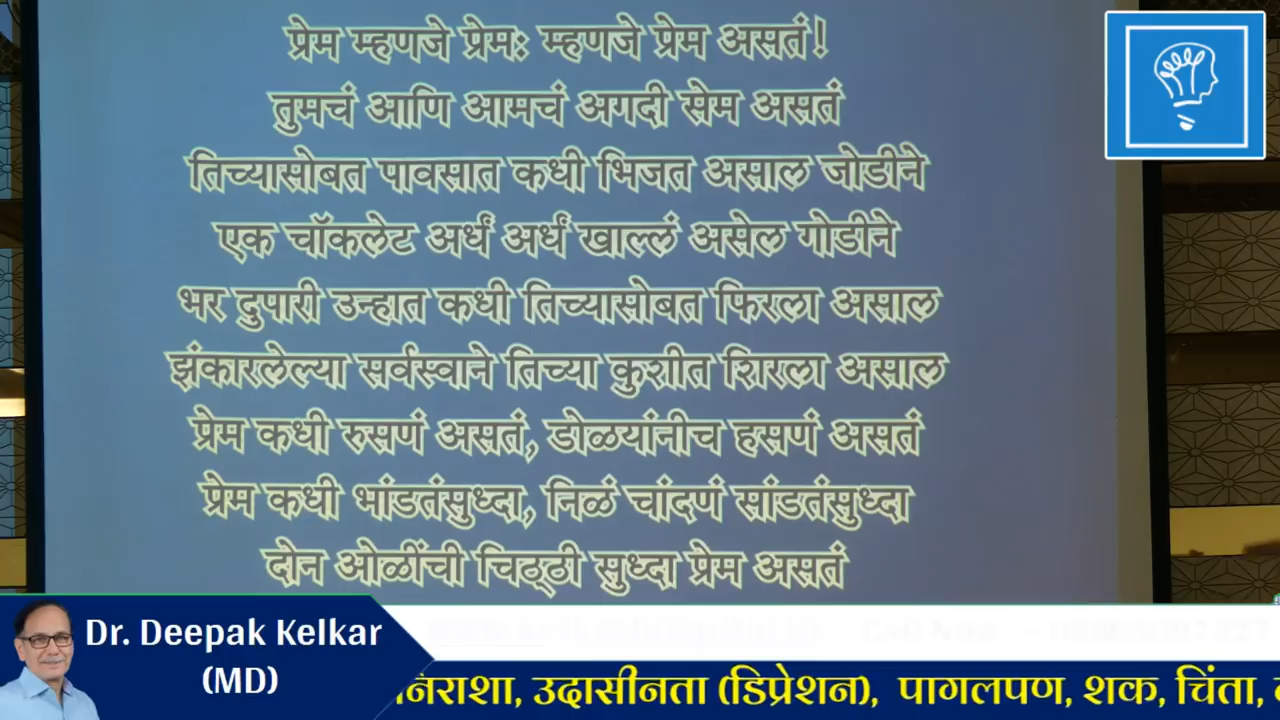 प्रेम म्हणजे प्रेम: म्हणजे प्रेम असतं!
तुमचं आणि आमचं अगदी सेम असतं
तिच्यासोबत पावसात कधी भिजत असाल जोडीने
एक चॉकलेट अर्धं अर्धं खाल्लं असेल गोडीने
भर दुपारी उन्हात कधी तिच्यासोबत फिरला असाल
झंकारलेल्या सर्वस्वाने तिच्या कुशीत शिरला असाल
प्रेम कधी रुसणं असतं, डोळयांनीच हसणं असतं
प्रेम कधी भांडतंसुध्दा, निळं चांदणं सांडतंसुध्दा
दोन ओळींची चिठ्ठी सुध्दा प्रेम असतं
Dr. Deepak Kelkar
(MD)
निराशा, उदासीनता (डिप्रेशन), पागलपण, शक, चिंता,